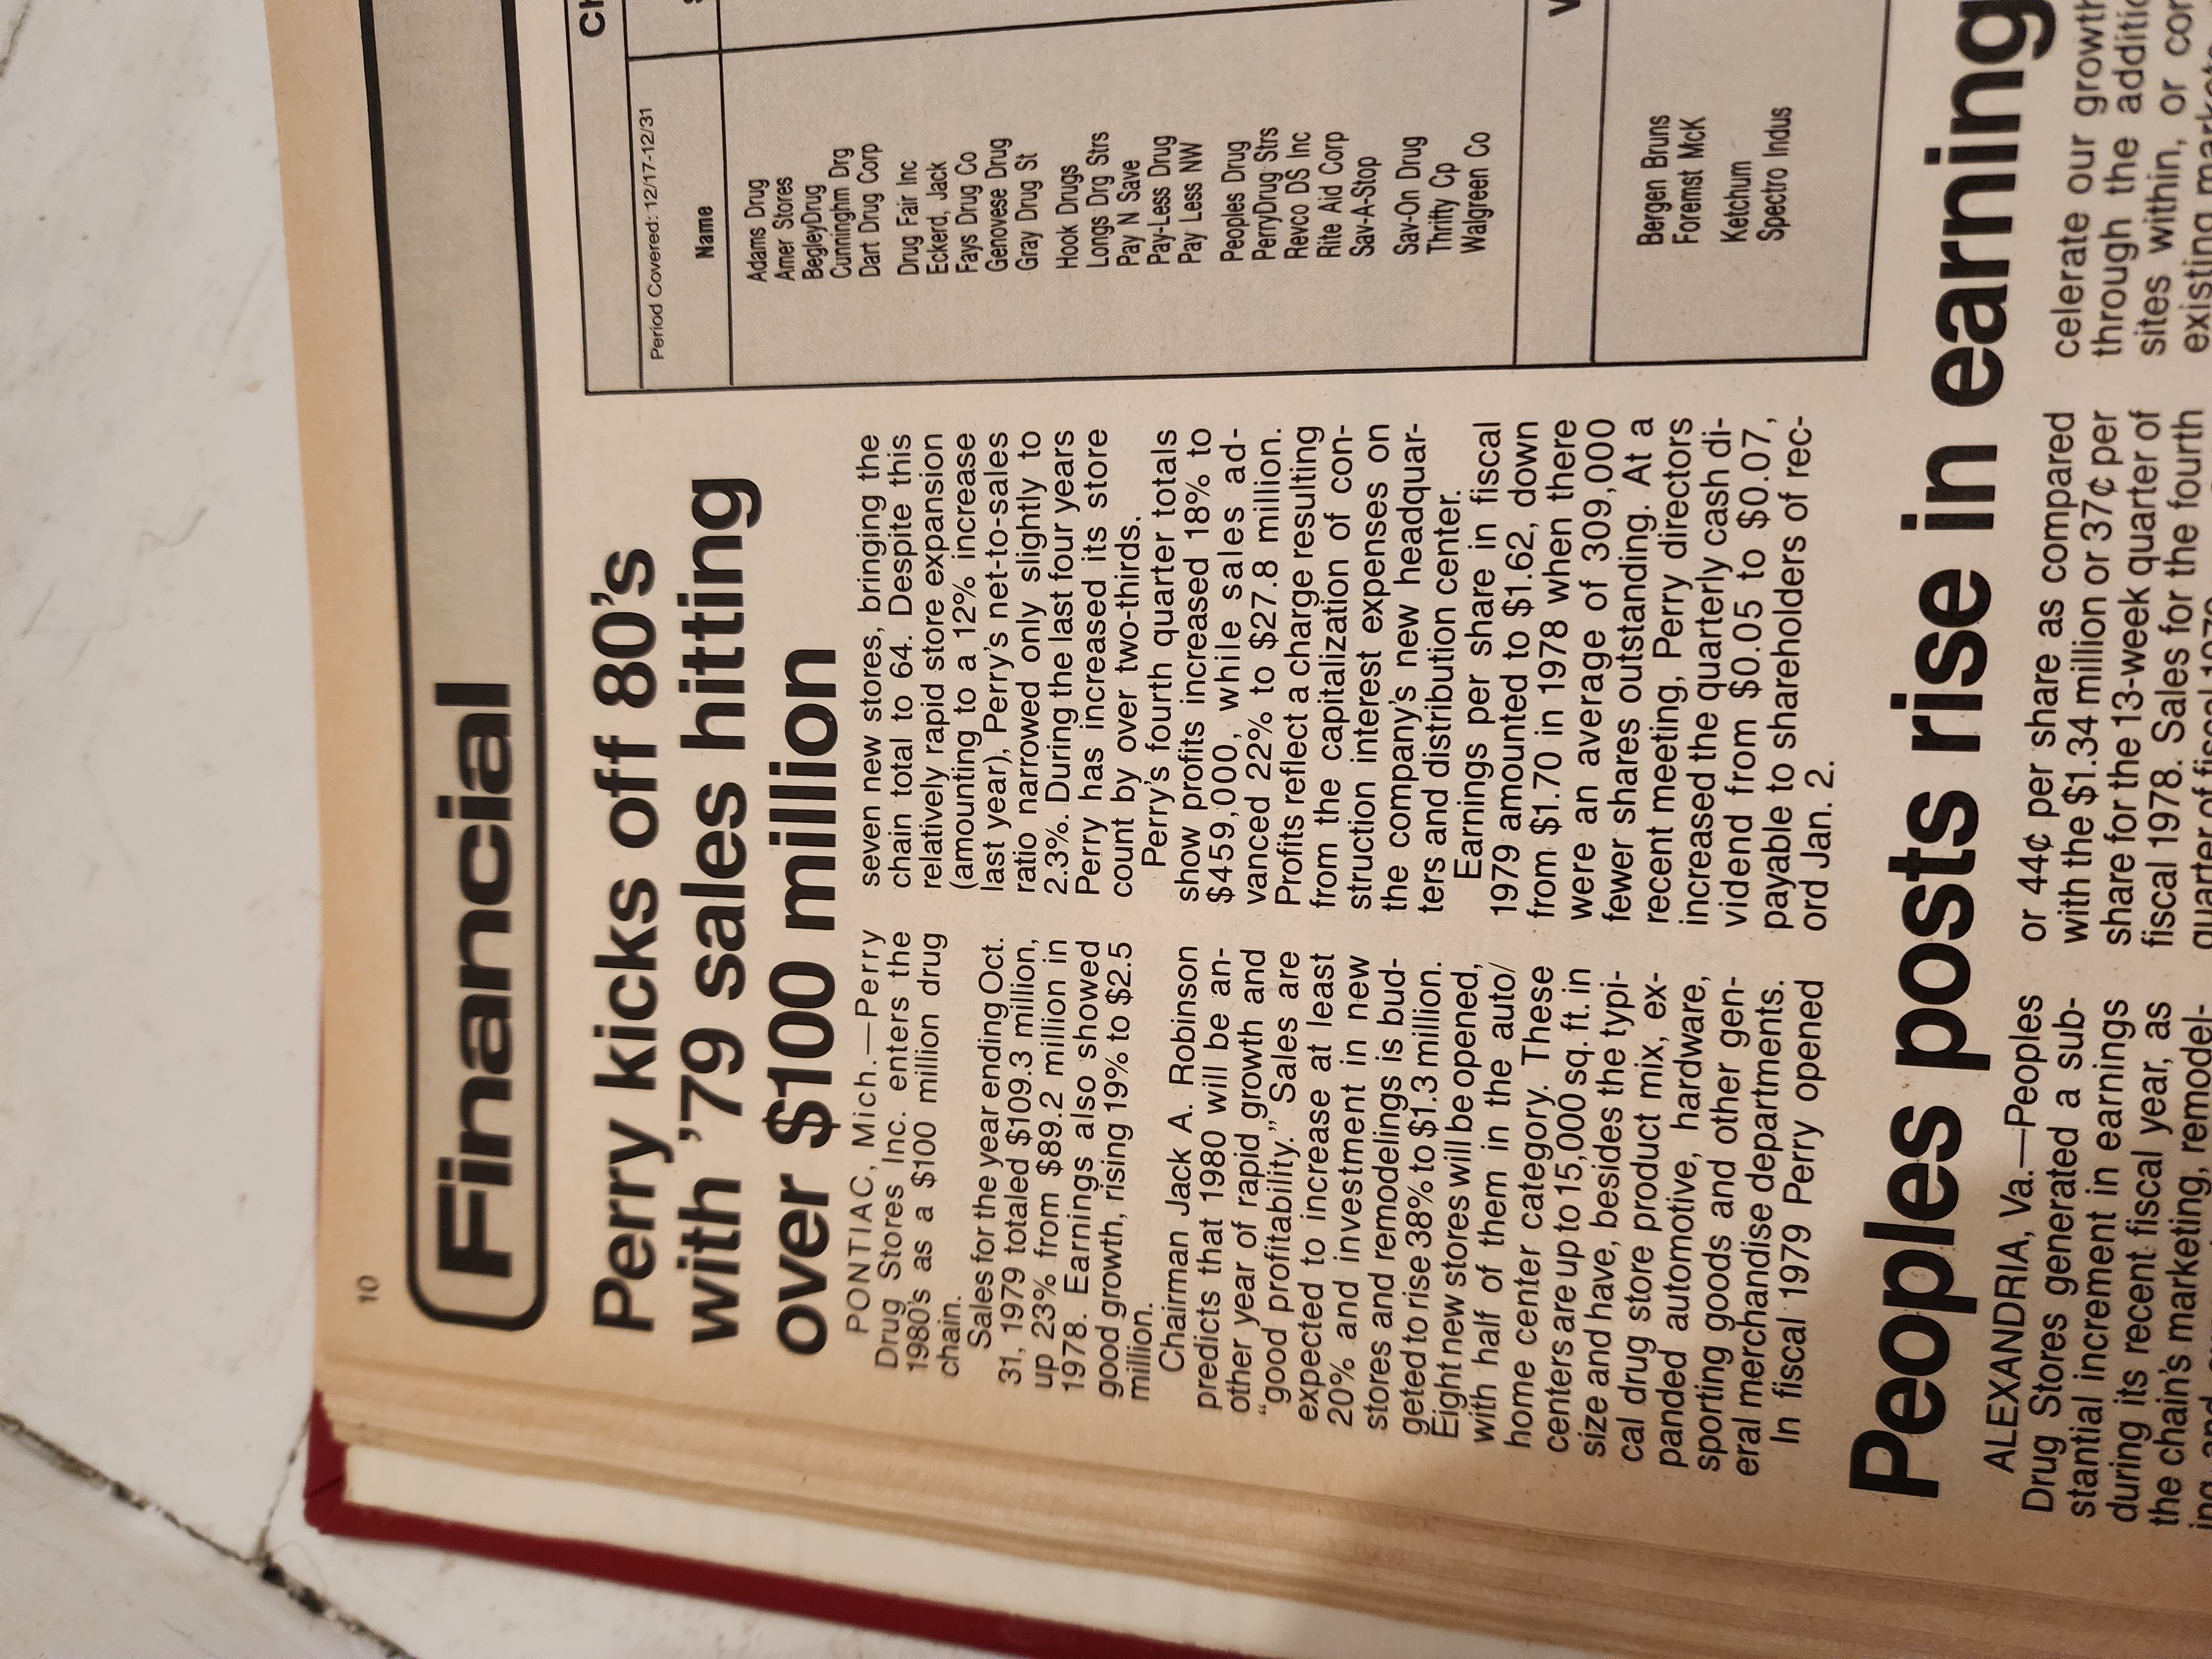 10
Financial
Perry kicks off 80's
with '79 sales hitting
over $100 million
PONTIAC, Mich.—Perry
Drug Stores Inc. enters the
1980's as a $100 million drug
chain.
Sales for the year ending Oct.
31, 1979 totaled $109.3 million,
up 23% from $89.2 million in
1978. Earnings also showed
good growth, rising 19% to $2.5
million.
Chairman Jack A. Robinson
predicts that 1980 will be an-
other year of rapid growth and
“good profitability.” Sales are
expected to increase at least
20% and investment in new
stores and remodelings is bud-
geted to rise 38% to $1.3 million.
Eight new stores will be opened,
with half of them in the auto/
home center category. These
centers are up to 15,000 sq. ft. in
size and have, besides the typi-
cal drug store product mix, ex-
panded automotive, hardware,
sporting goods and other gen-
eral merchandise departments.
In fiscal 1979 Perry opened
seven new stores, bringing the
chain total to 64. Despite this
relatively rapid store expansion
(amounting to a 12% increase
last year), Perry's net-to-sales
ratio narrowed only slightly to
2.3%. During the last four years
Perry has increased its store
count by over two-thirds.
Perry's fourth quarter totals
show profits increased 18% to
$459,000, while sales ad-
vanced 22% to $27.8 million.
Profits reflect a charge resulting
from the capitalization of con-
struction interest expenses on
the company's new headquar-
ters and distribution center.
Earnings per share in fiscal
1979 amounted to $1.62, down
from $1.70 in 1978 when there
were an average of 309,000
fewer shares outstanding. At a
recent meeting, Perry directors
increased the quarterly cash di-
vidend from $0.05 to $0.07,
payable to shareholders of rec-
ord Jan. 2.
Period Covered: 12/17-12/31
Name
Adams Drug
Amer Stores
BegleyDrug
Cunninghm Drg
Dart Drug Corp
Drug Fair Inc
Eckerd, Jack
Fays Drug Co
Genovese Drug
Gray Drug St
Hook Drugs
Longs Drg Strs
Pay N Save
Pay-Less Drug
Pay Less NW
Peoples Drug
PerryDrug Strs
Revco DS Inc
Rite Aid Corp
Sav-A-Stop
Sav-On Drug
Thrifty Cp
Walgreen Co
Bergen Bruns
Foremst McK
Ketchum
Spectro Indus
Peoples posts rise in earning
ALEXANDRIA, Va.—Peoples
Drug Stores generated a sub-
stantial increment in earnings
during its recent fiscal year, as
the chain's marketing, remodel-
or 44¢ per share as compared
with the $1.34 million or 37¢ per
share for the 13-week quarter of
fiscal 1978. Sales for the fourth
quarter of fiscal
celerate our growth
through the additio
sites within, or con
existing